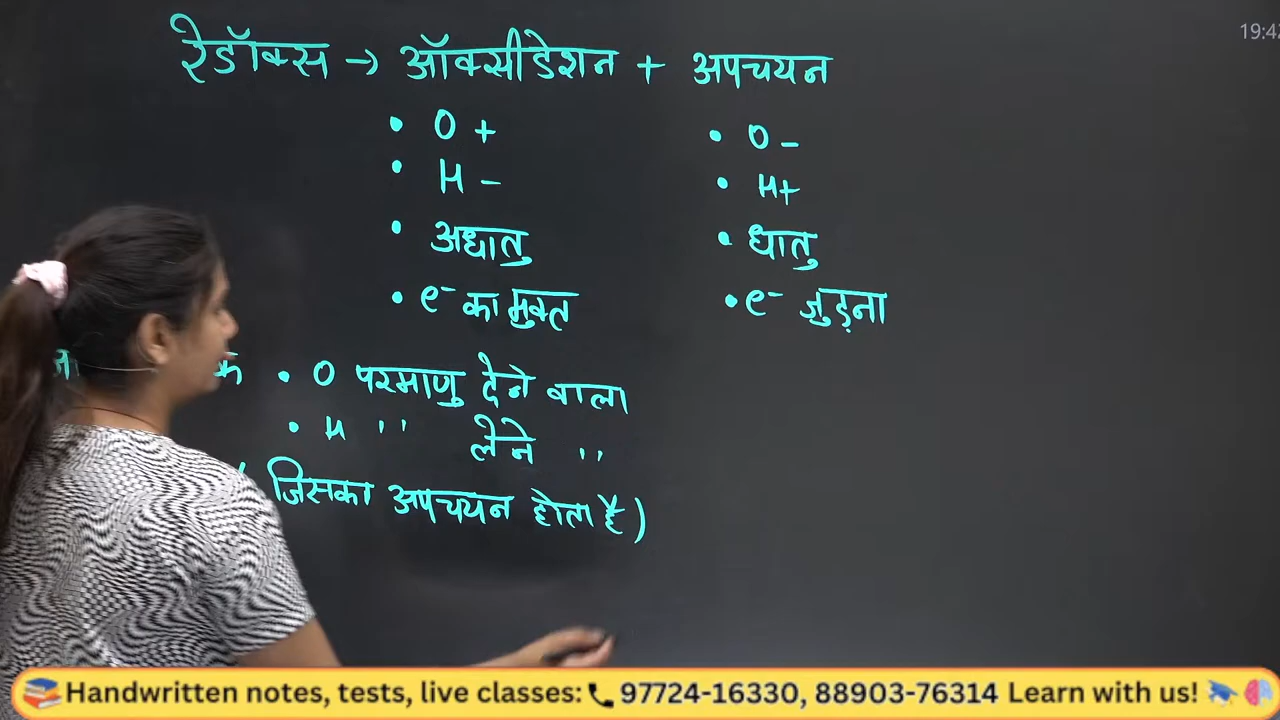 19:42
रेडॉक्स → ऑक्सीडेशन + अपचयन
• O + • O -
• H - • H+
• अधातु • धातु
• e⁻ का मुक्त • e⁻ जुड़ना
• O परमाणु देने वाला
• H '' लेने ''
( जिसका अपचयन होता है )
📚Handwritten notes, tests, live classes:📞97724-16330, 88903-76314 Learn with us! 🎓🧠